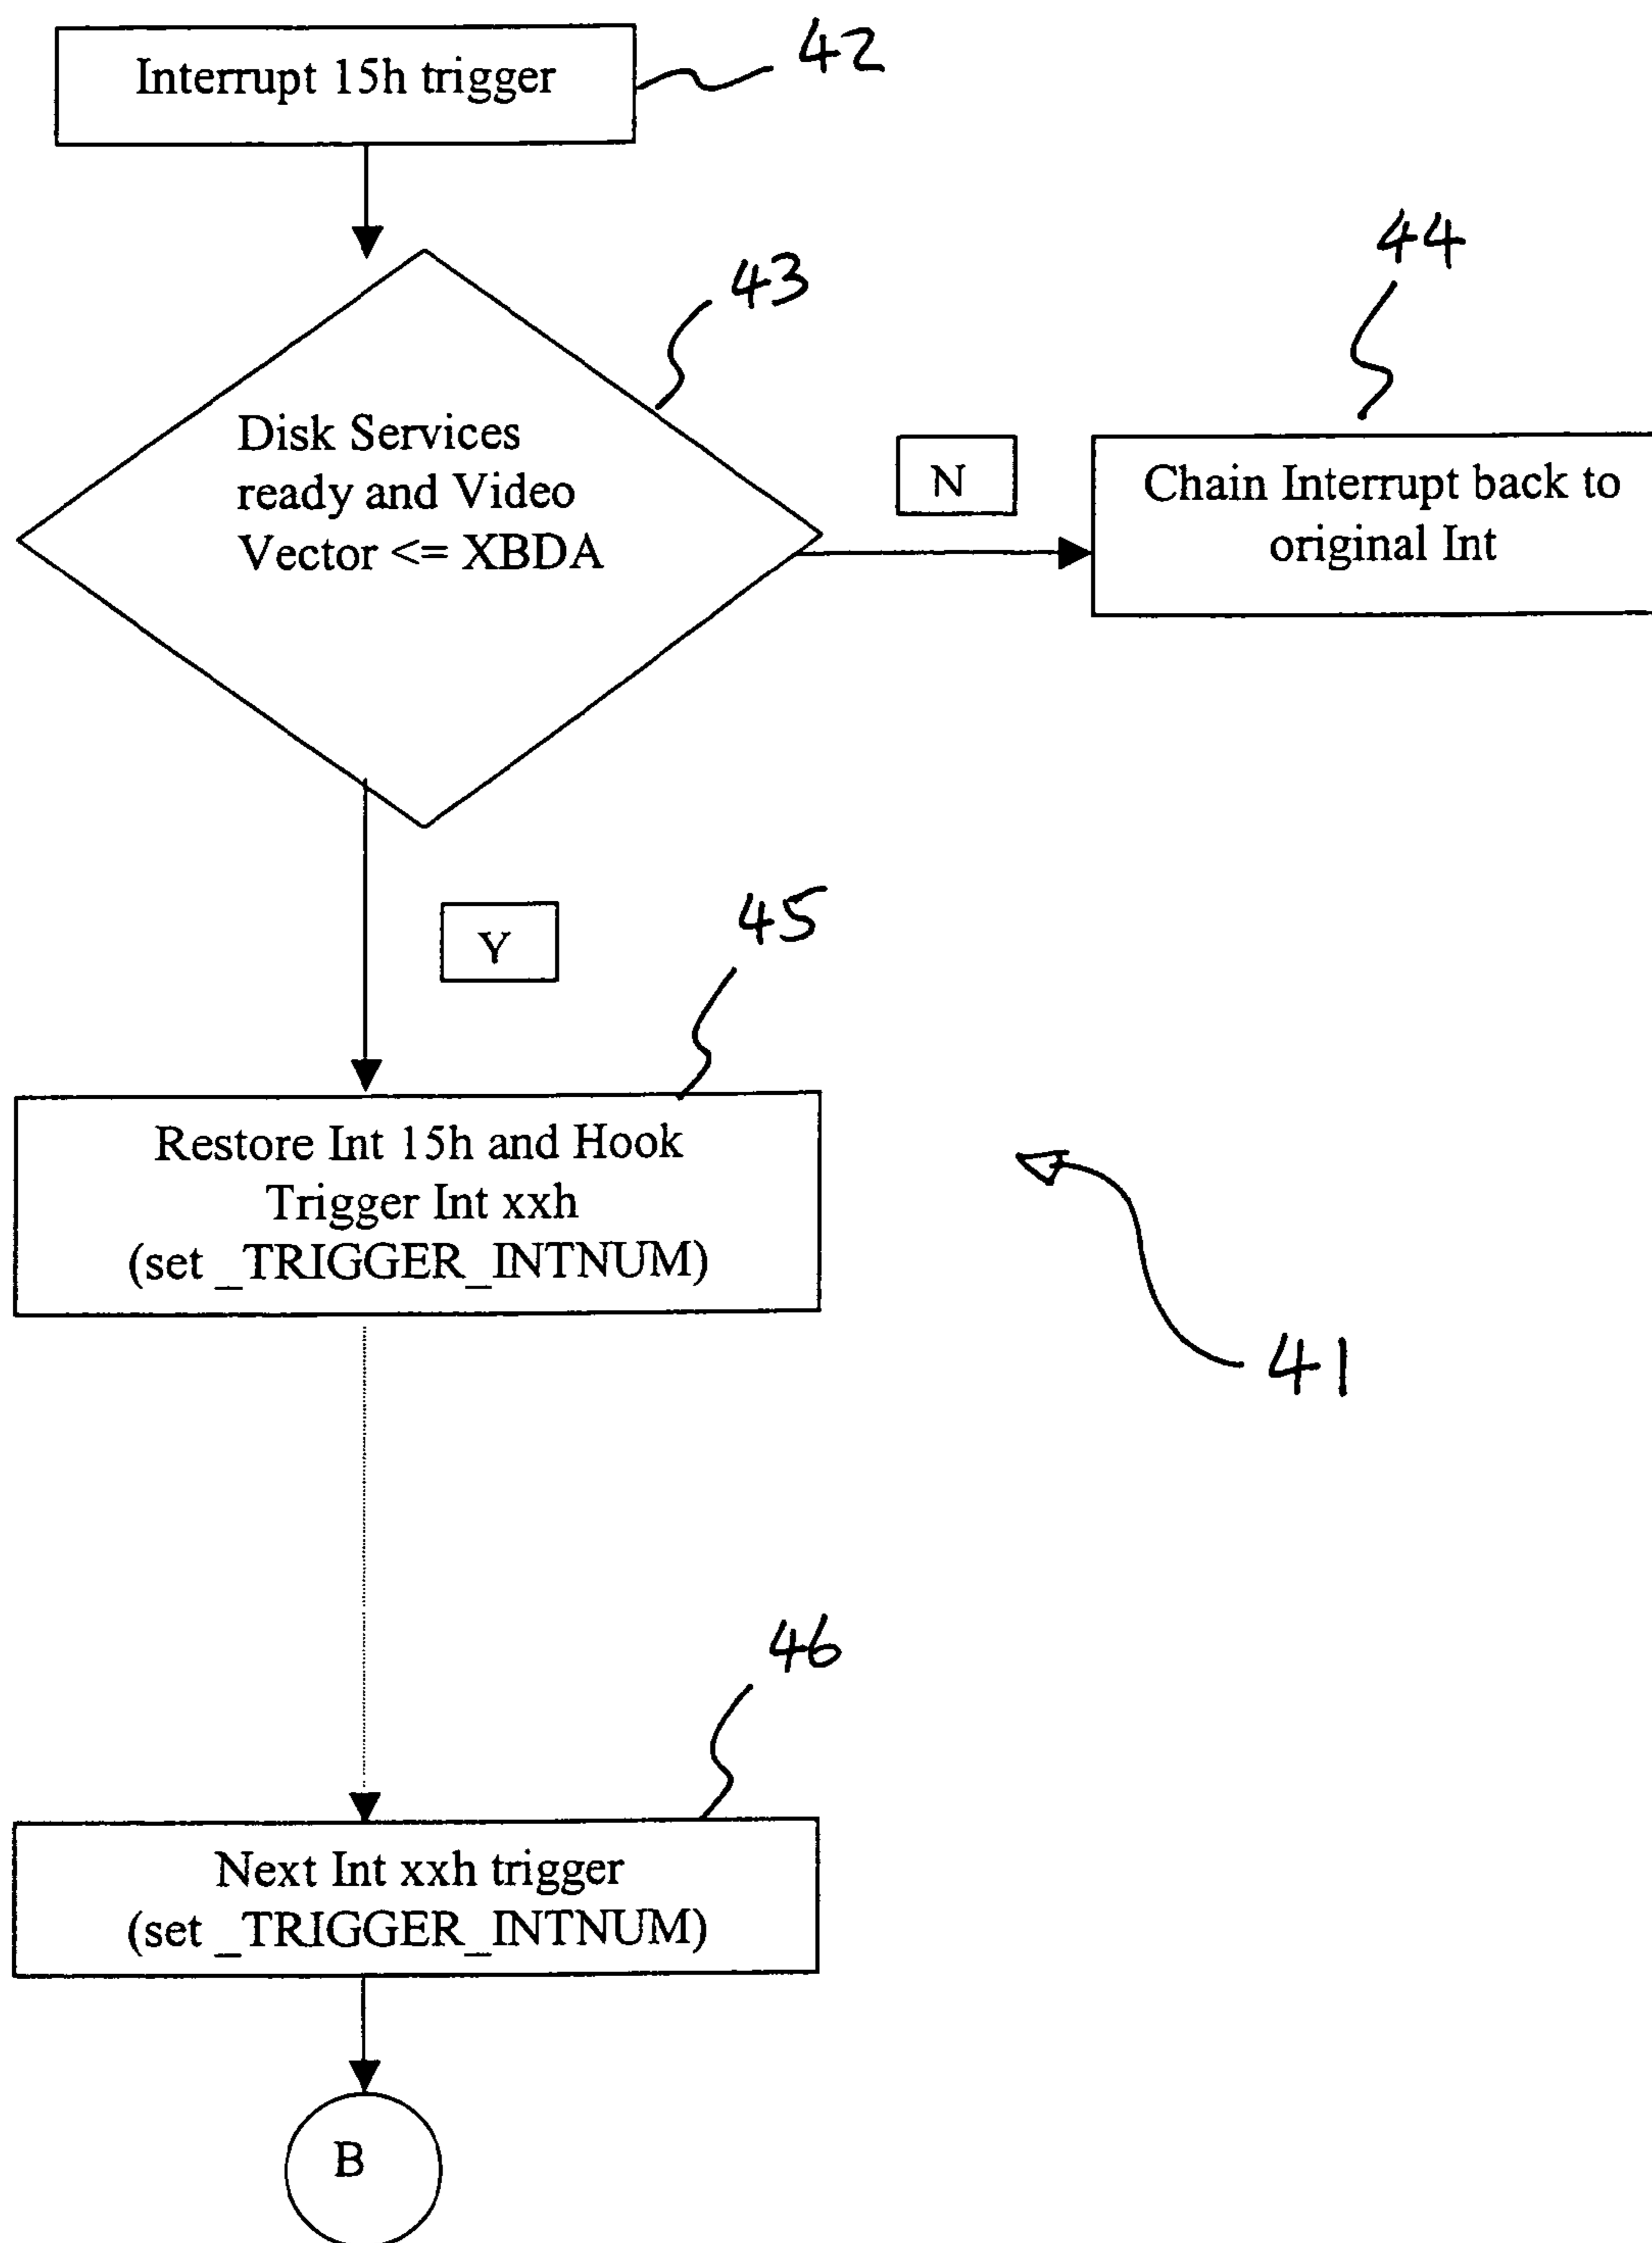 Interrupt 15h trigger
42
43
44
Disk Services
ready and Video
Vector <= XBDA
N
Chain Interrupt back to
original Int
Y
45
Restore Int 15h and Hook
Trigger Int xxh
(set _TRIGGER_INTNUM)
41
46
Next Int xxh trigger
(set _TRIGGER_INTNUM)
B